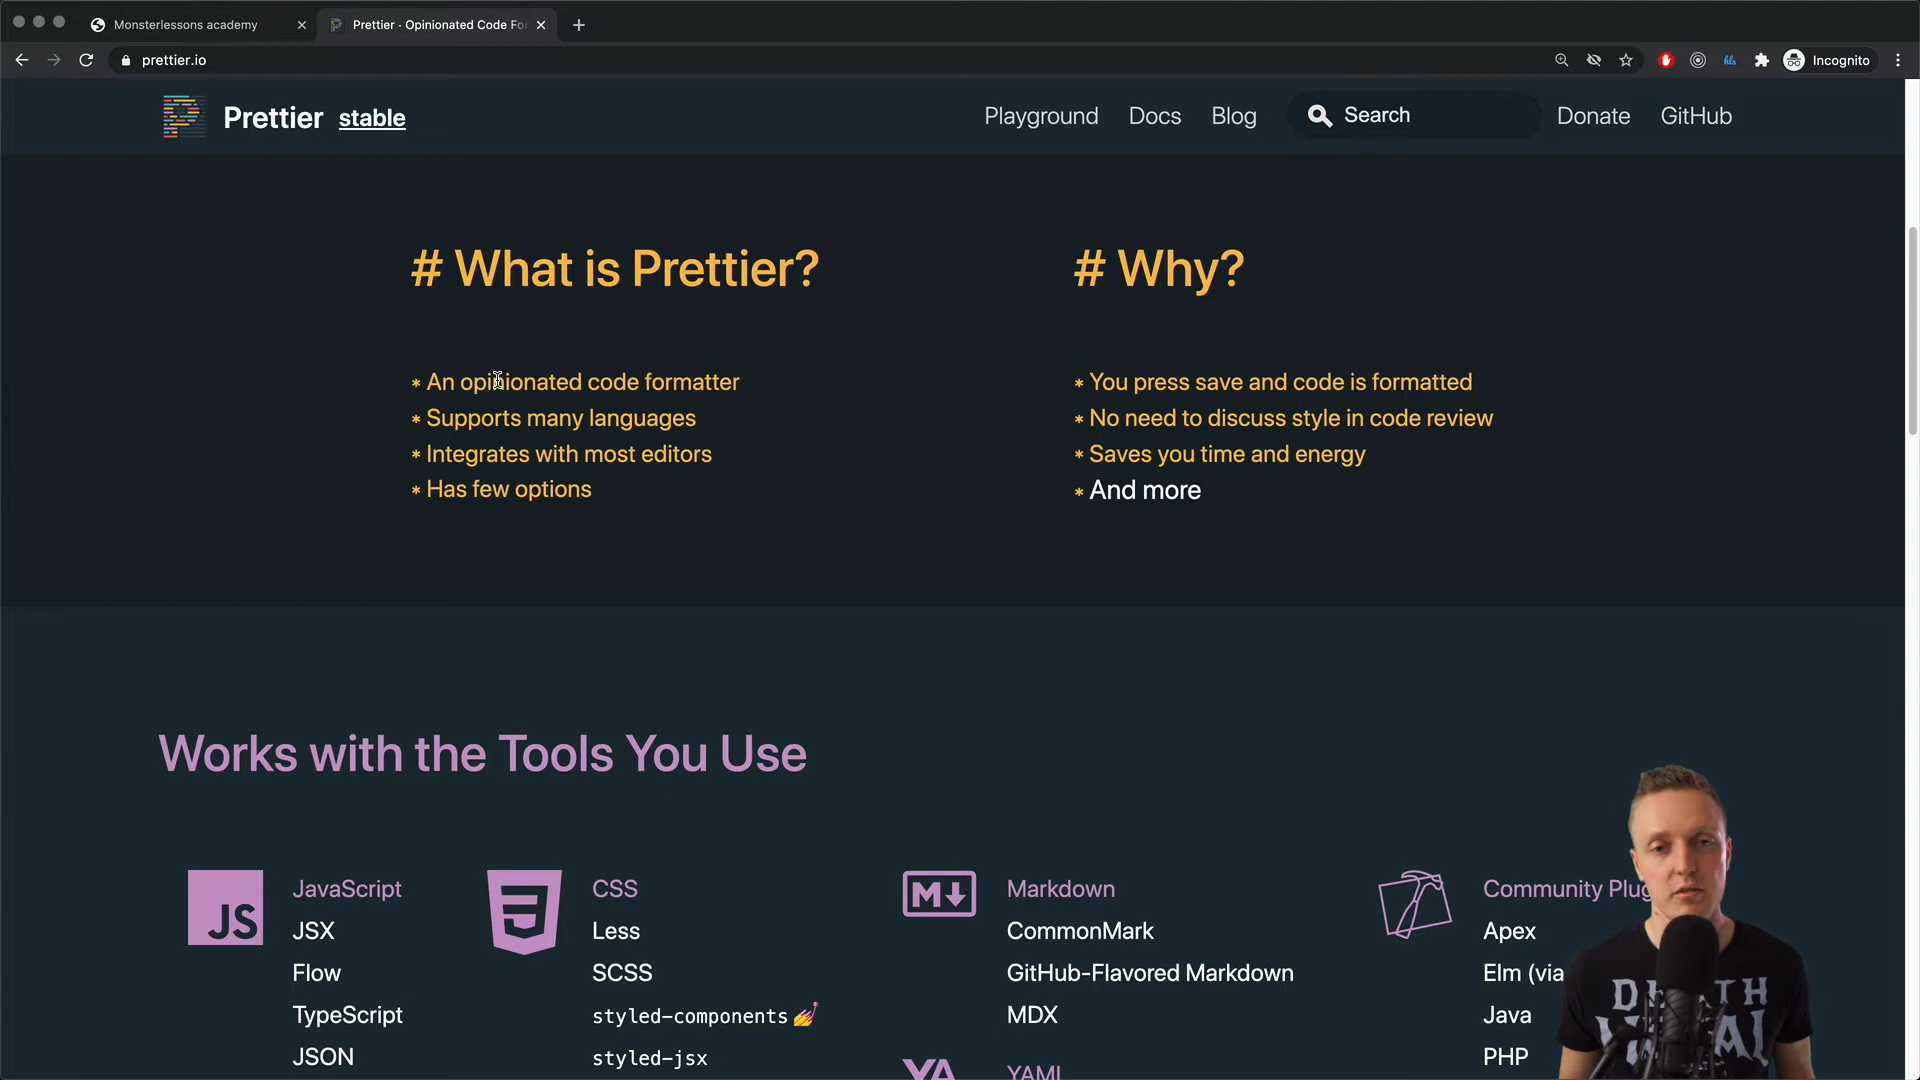 Monsterlessons academy
Prettier · Opinionated Code For
prettier.io
Incognito
Prettier stable
Playground Docs Blog Search Donate GitHub
# What is Prettier?
* An opinionated code formatter
* Supports many languages
* Integrates with most editors
* Has few options
# Why?
* You press save and code is formatted
* No need to discuss style in code review
* Saves you time and energy
* And more
Works with the Tools You Use
JS
JavaScript
JSX
Flow
TypeScript
JSON
CSS
Less
SCSS
styled-components 💅
styled-jsx
M
Markdown
CommonMark
GitHub-Flavored Markdown
MDX
YA
YAML
Community Plug
Apex
Elm (via
Java
PHP